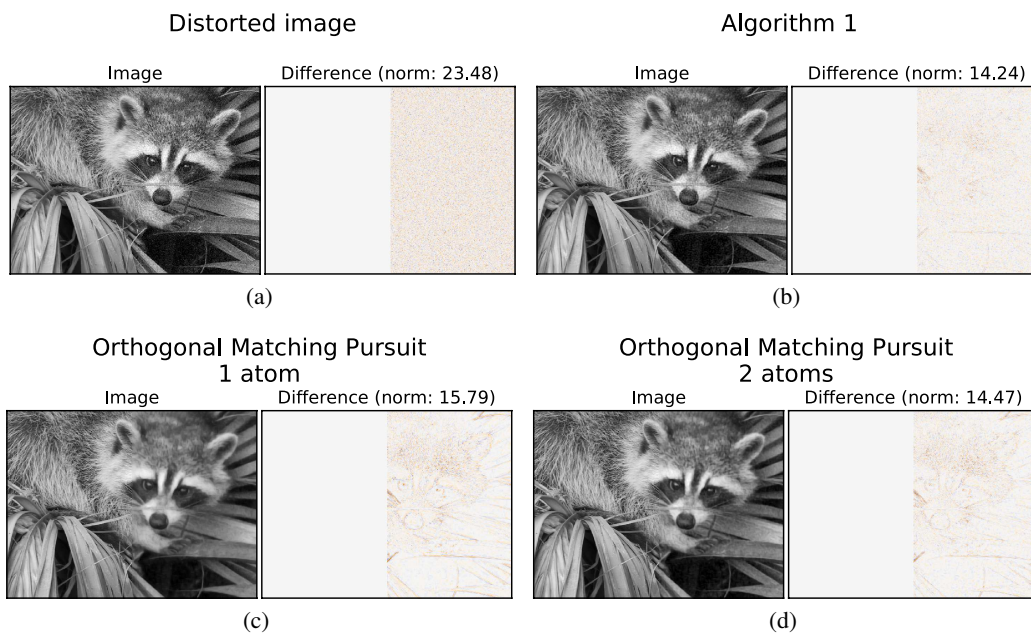 Distorted image
Image
Difference (norm: 23.48)
(a)
Algorithm 1
Image
Difference (norm: 14.24)
(b)
Orthogonal Matching Pursuit
1 atom
Image
Difference (norm: 15.79)
(c)
Orthogonal Matching Pursuit
2 atoms
Image
Difference (norm: 14.47)
(d)